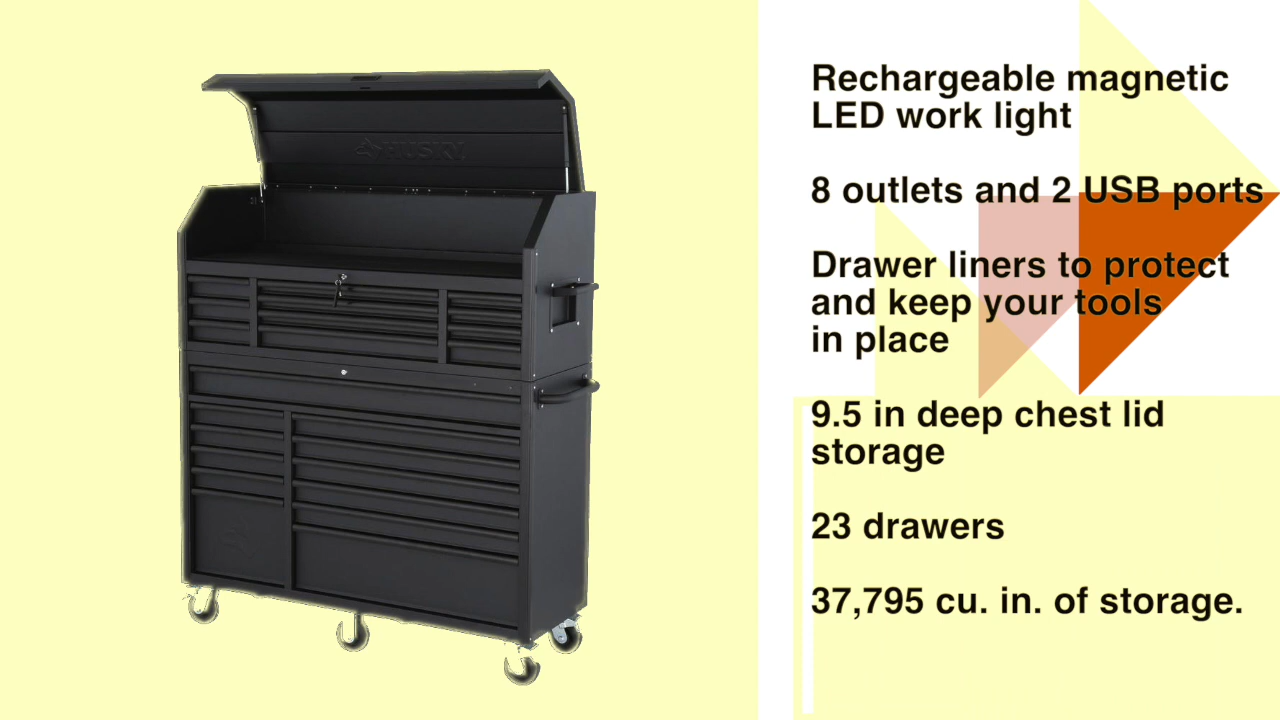 HUSKY
Rechargeable magnetic
LED work light
8 outlets and 2 USB ports
Drawer liners to protect
and keep your tools
in place
9.5 in deep chest lid
storage
23 drawers
37,795 cu. in. of storage.